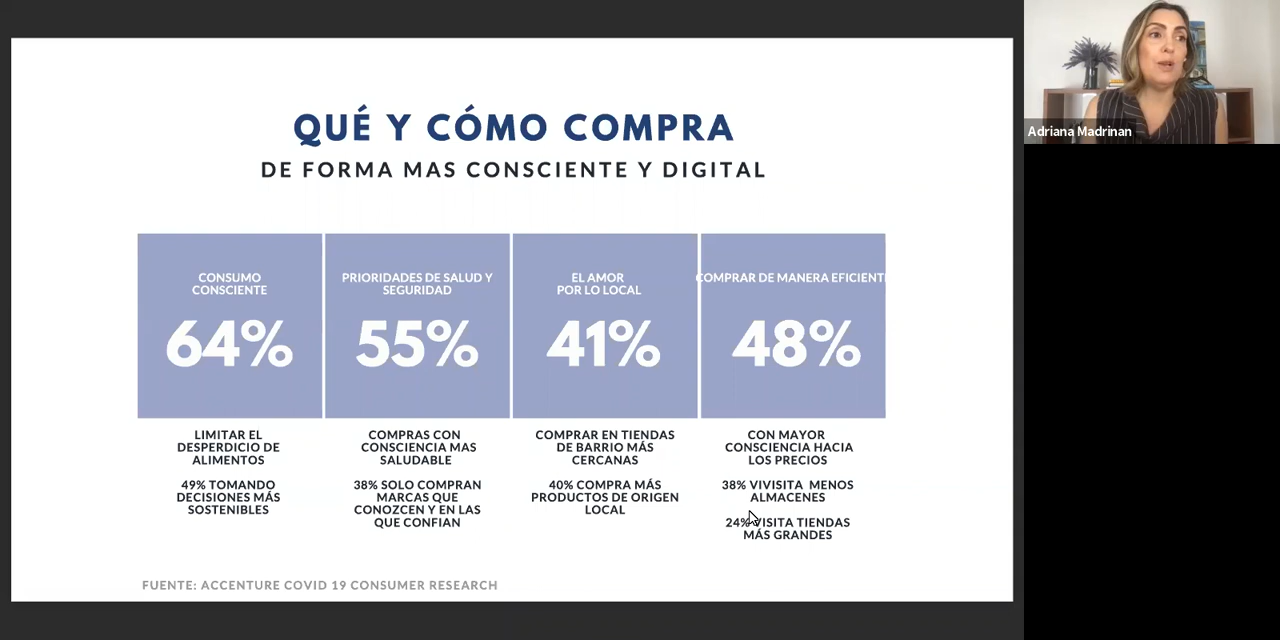 QUÉ Y CÓMO COMPRA
DE FORMA MAS CONSCIENTE Y DIGITAL
CONSUMO
CONSCIENTE
64%
LIMITAR EL
DESPERDICIO DE
ALIMENTOS
49% TOMANDO
DECISIONES MÁS
SOSTENIBLES
PRIORIDADES DE SALUD Y
SEGURIDAD
55%
COMPRAS CON
CONSCIENCIA MAS
SALUDABLE
38% SOLO COMPRAN
MARCAS QUE
CONOZCEN Y EN LAS
QUE CONFIAN
EL AMOR
POR LO LOCAL
41%
COMPRAR EN TIENDAS
DE BARRIO MÁS
CERCANAS
40% COMPRA MÁS
PRODUCTOS DE ORIGEN
LOCAL
COMPRAR DE MANERA EFICIENTE
48%
CON MAYOR
CONSCIENCIA HACIA
LOS PRECIOS
38% VIVISITA MENOS
ALMACENES
24% VISITA TIENDAS
MÁS GRANDES
FUENTE: ACCENTURE COVID 19 CONSUMER RESEARCH
Adriana Madrinan